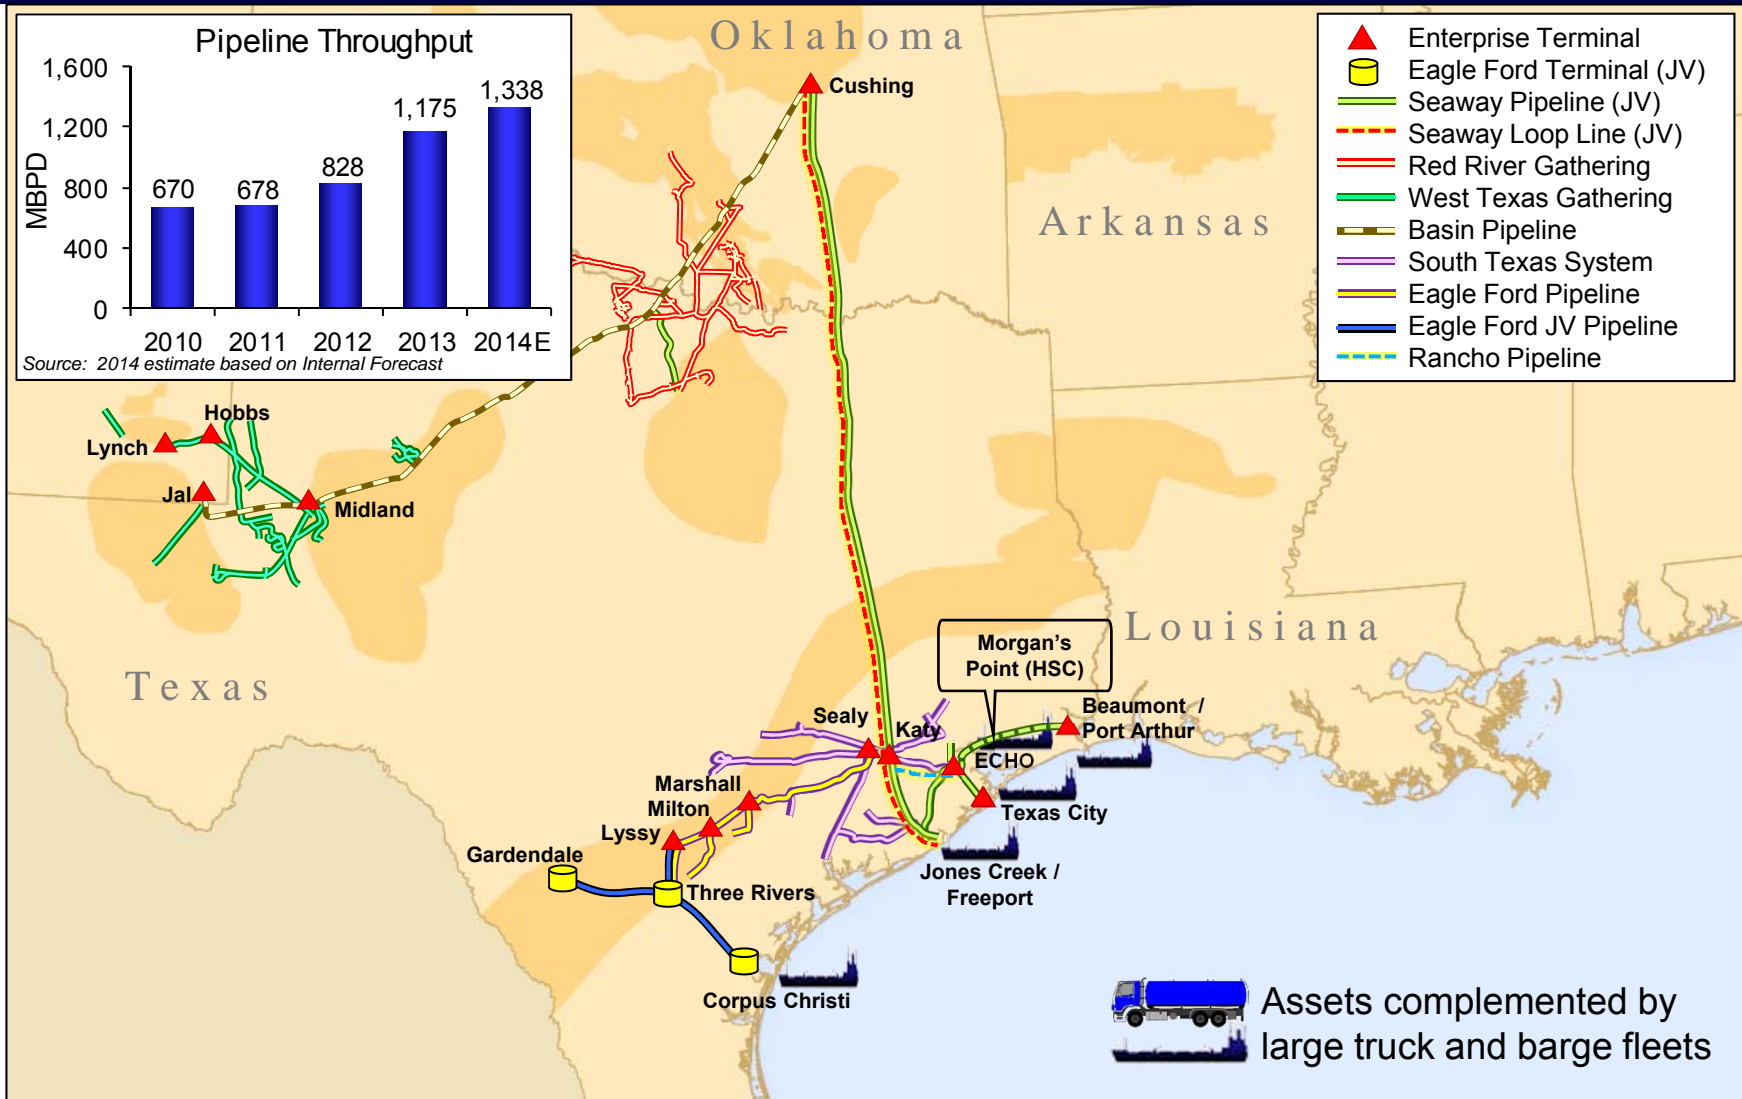 Pipeline Throughput
MBPD
1,600
1,200
800
400
0
670
678
828
1,175
1,338
2010
2011
2012
2013
2014E
Source: 2014 estimate based on Internal Forecast
Oklahoma
Cushing
Arkansas
Enterprise Terminal
Eagle Ford Terminal (JV)
Seaway Pipeline (JV)
Seaway Loop Line (JV)
Red River Gathering
West Texas Gathering
Basin Pipeline
South Texas System
Eagle Ford Pipeline
Eagle Ford JV Pipeline
Rancho Pipeline
Hobbs
Lynch
Jal
Midland
Texas
Louisiana
Morgan's
Point (HSC)
Sealy
Katy
Beaumont /
Port Arthur
ECHO
Marshall
Milton
Texas City
Lyssy
Gardendale
Jones Creek /
Freeport
Three Rivers
Corpus Christi
Assets complemented by
large truck and barge fleets